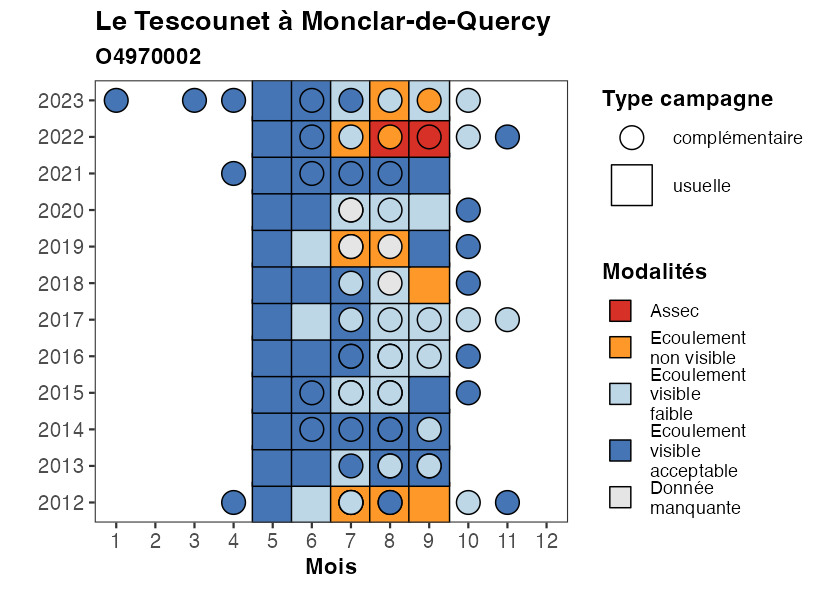 Le Tescounet à Monclar-de-Quercy
O4970002
2023
2022
2021
2020
2019
2018
2017
2016
2015
2014
2013
2012
1 2 3 4 5 6 7 8 9 10 11 12
Mois
Type campagne
complémentaire
usuelle
Modalités
Assec
Ecoulement
non visible
Ecoulement
visible
faible
Ecoulement
visible
acceptable
Donnée
manquante